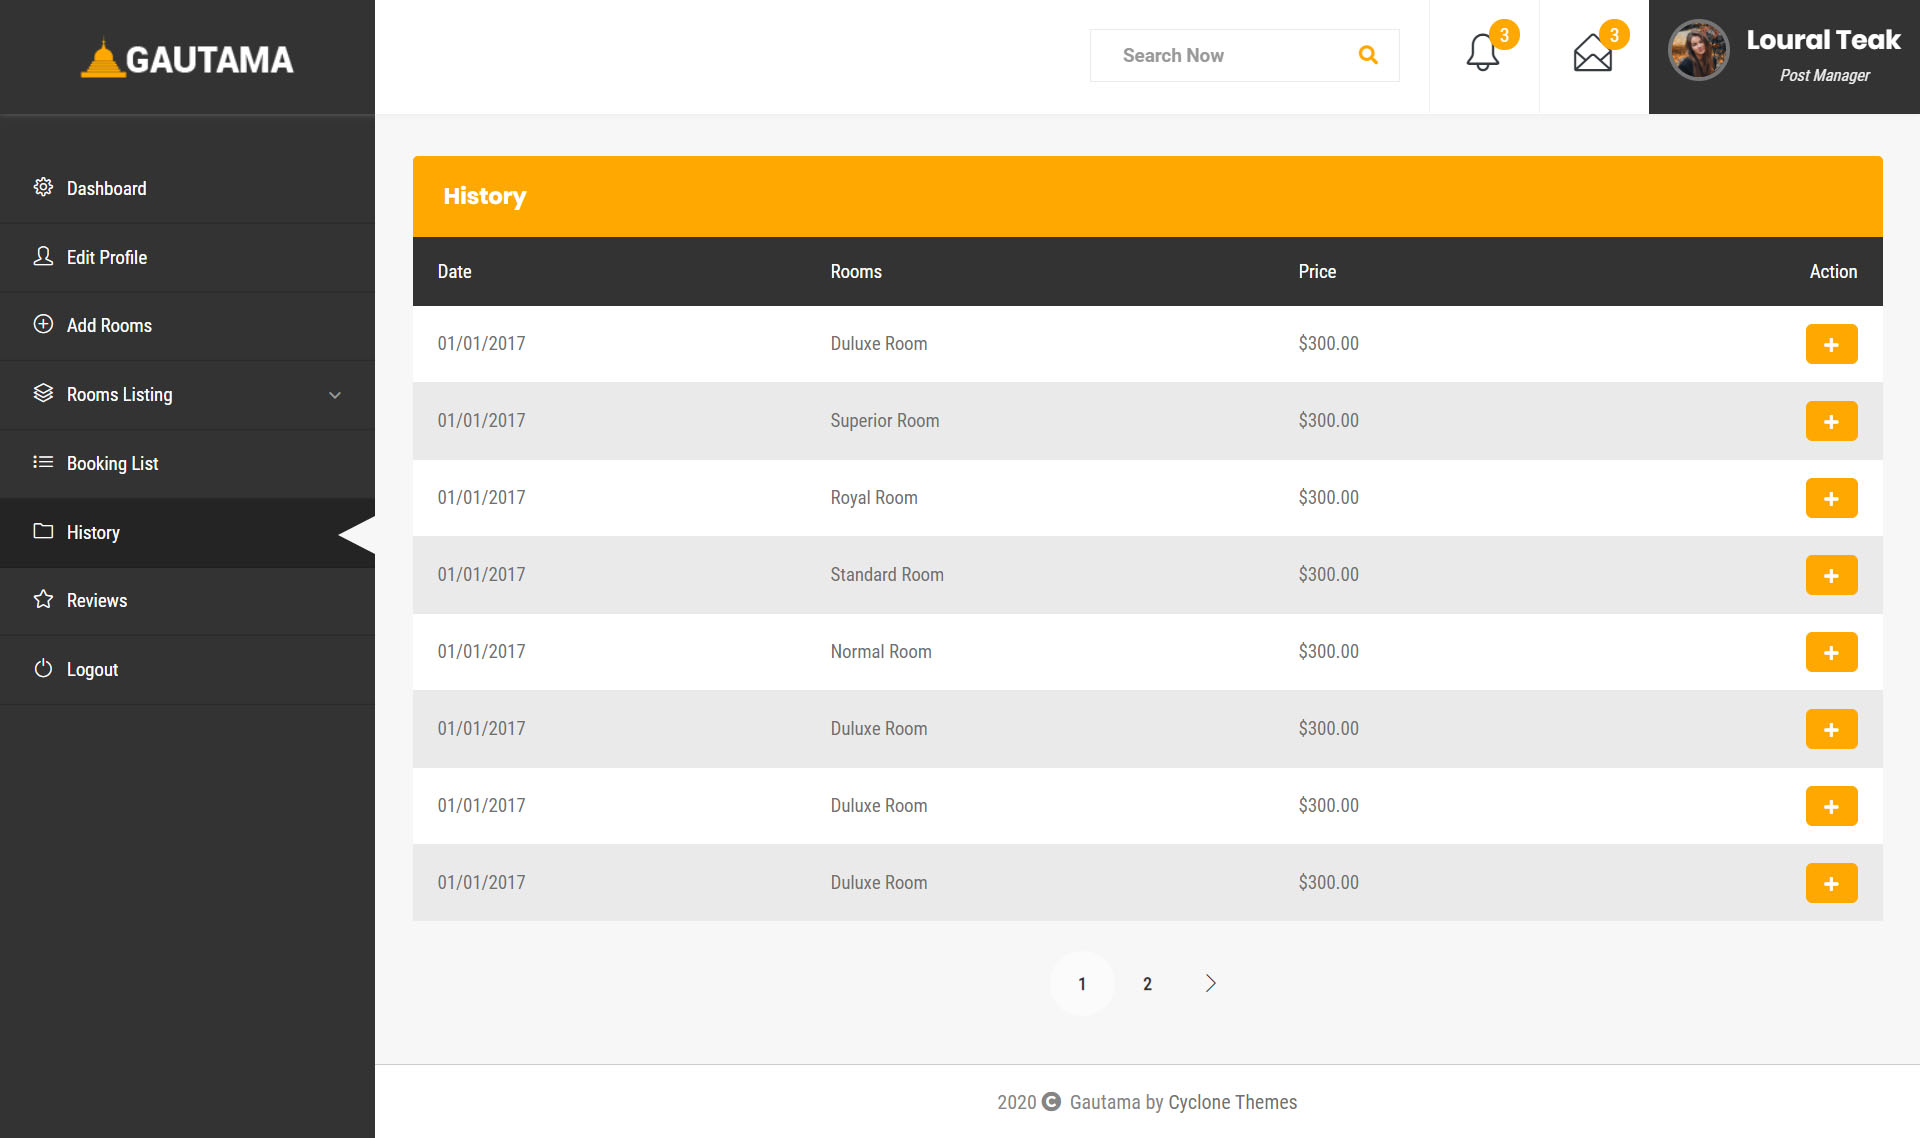 GAUTAMA
Search Now
3
3
Loural Teak
Post Manager
Dashboard
Edit Profile
Add Rooms
Rooms Listing
Booking List
History
Reviews
Logout
History
Date Rooms Price Action
01/01/2017 Duluxe Room $300.00
01/01/2017 Superior Room $300.00
01/01/2017 Royal Room $300.00
01/01/2017 Standard Room $300.00
01/01/2017 Normal Room $300.00
01/01/2017 Duluxe Room $300.00
01/01/2017 Duluxe Room $300.00
01/01/2017 Duluxe Room $300.00
1 2
2020 © Gautama by Cyclone Themes